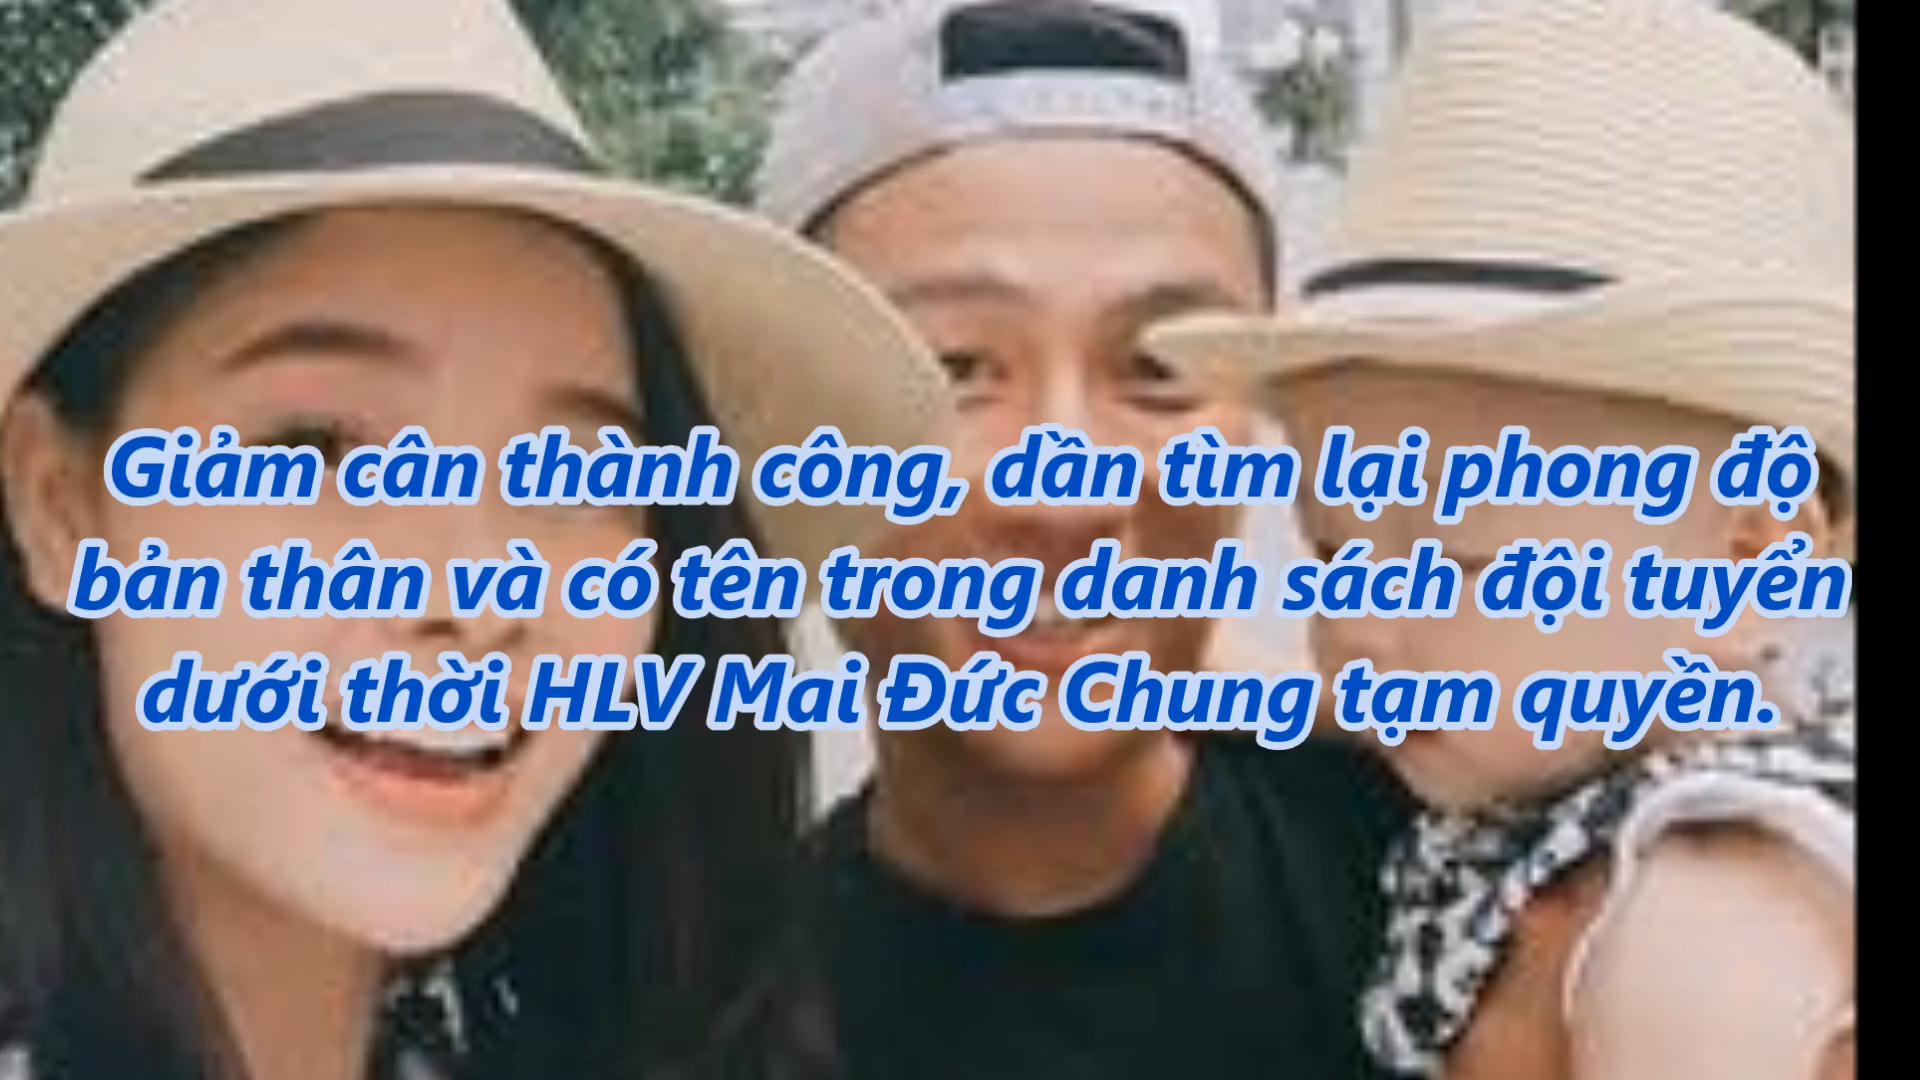 Giảm cân thành công, dần tìm lại phong độ
bản thân và có tên trong danh sách đội tuyển
dưới thời HLV Mai Đức Chung tạm quyền.